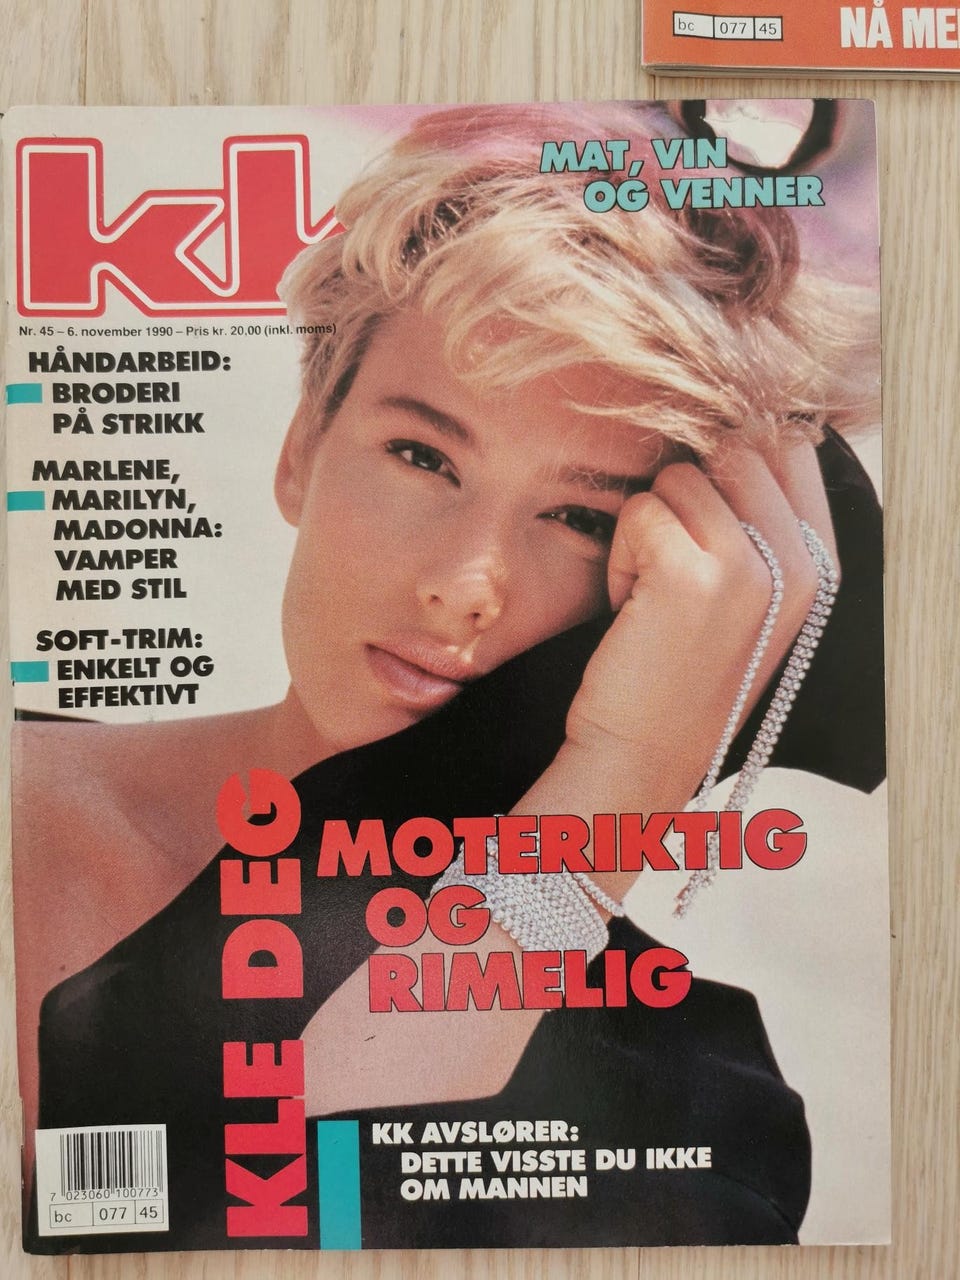 bc 077 45
NÅ ME
kk
MAT, VIN
OG VENNER
Nr. 45 – 6. november 1990 – Pris kr. 20,00 (inkl. moms)
HÅNDARBEID:
BRODERI
PÅ STRIKK
MARLENE,
MARILYN,
MADONNA:
VAMPER
MED STIL
SOFT-TRIM:
ENKELT OG
EFFEKTIVT
KLE DEG
MOTERIKTIG
OG
RIMELIG
KK AVSLØRER:
DETTE VISSTE DU IKKE
OM MANNEN
7 023060 100773
bc 077 45